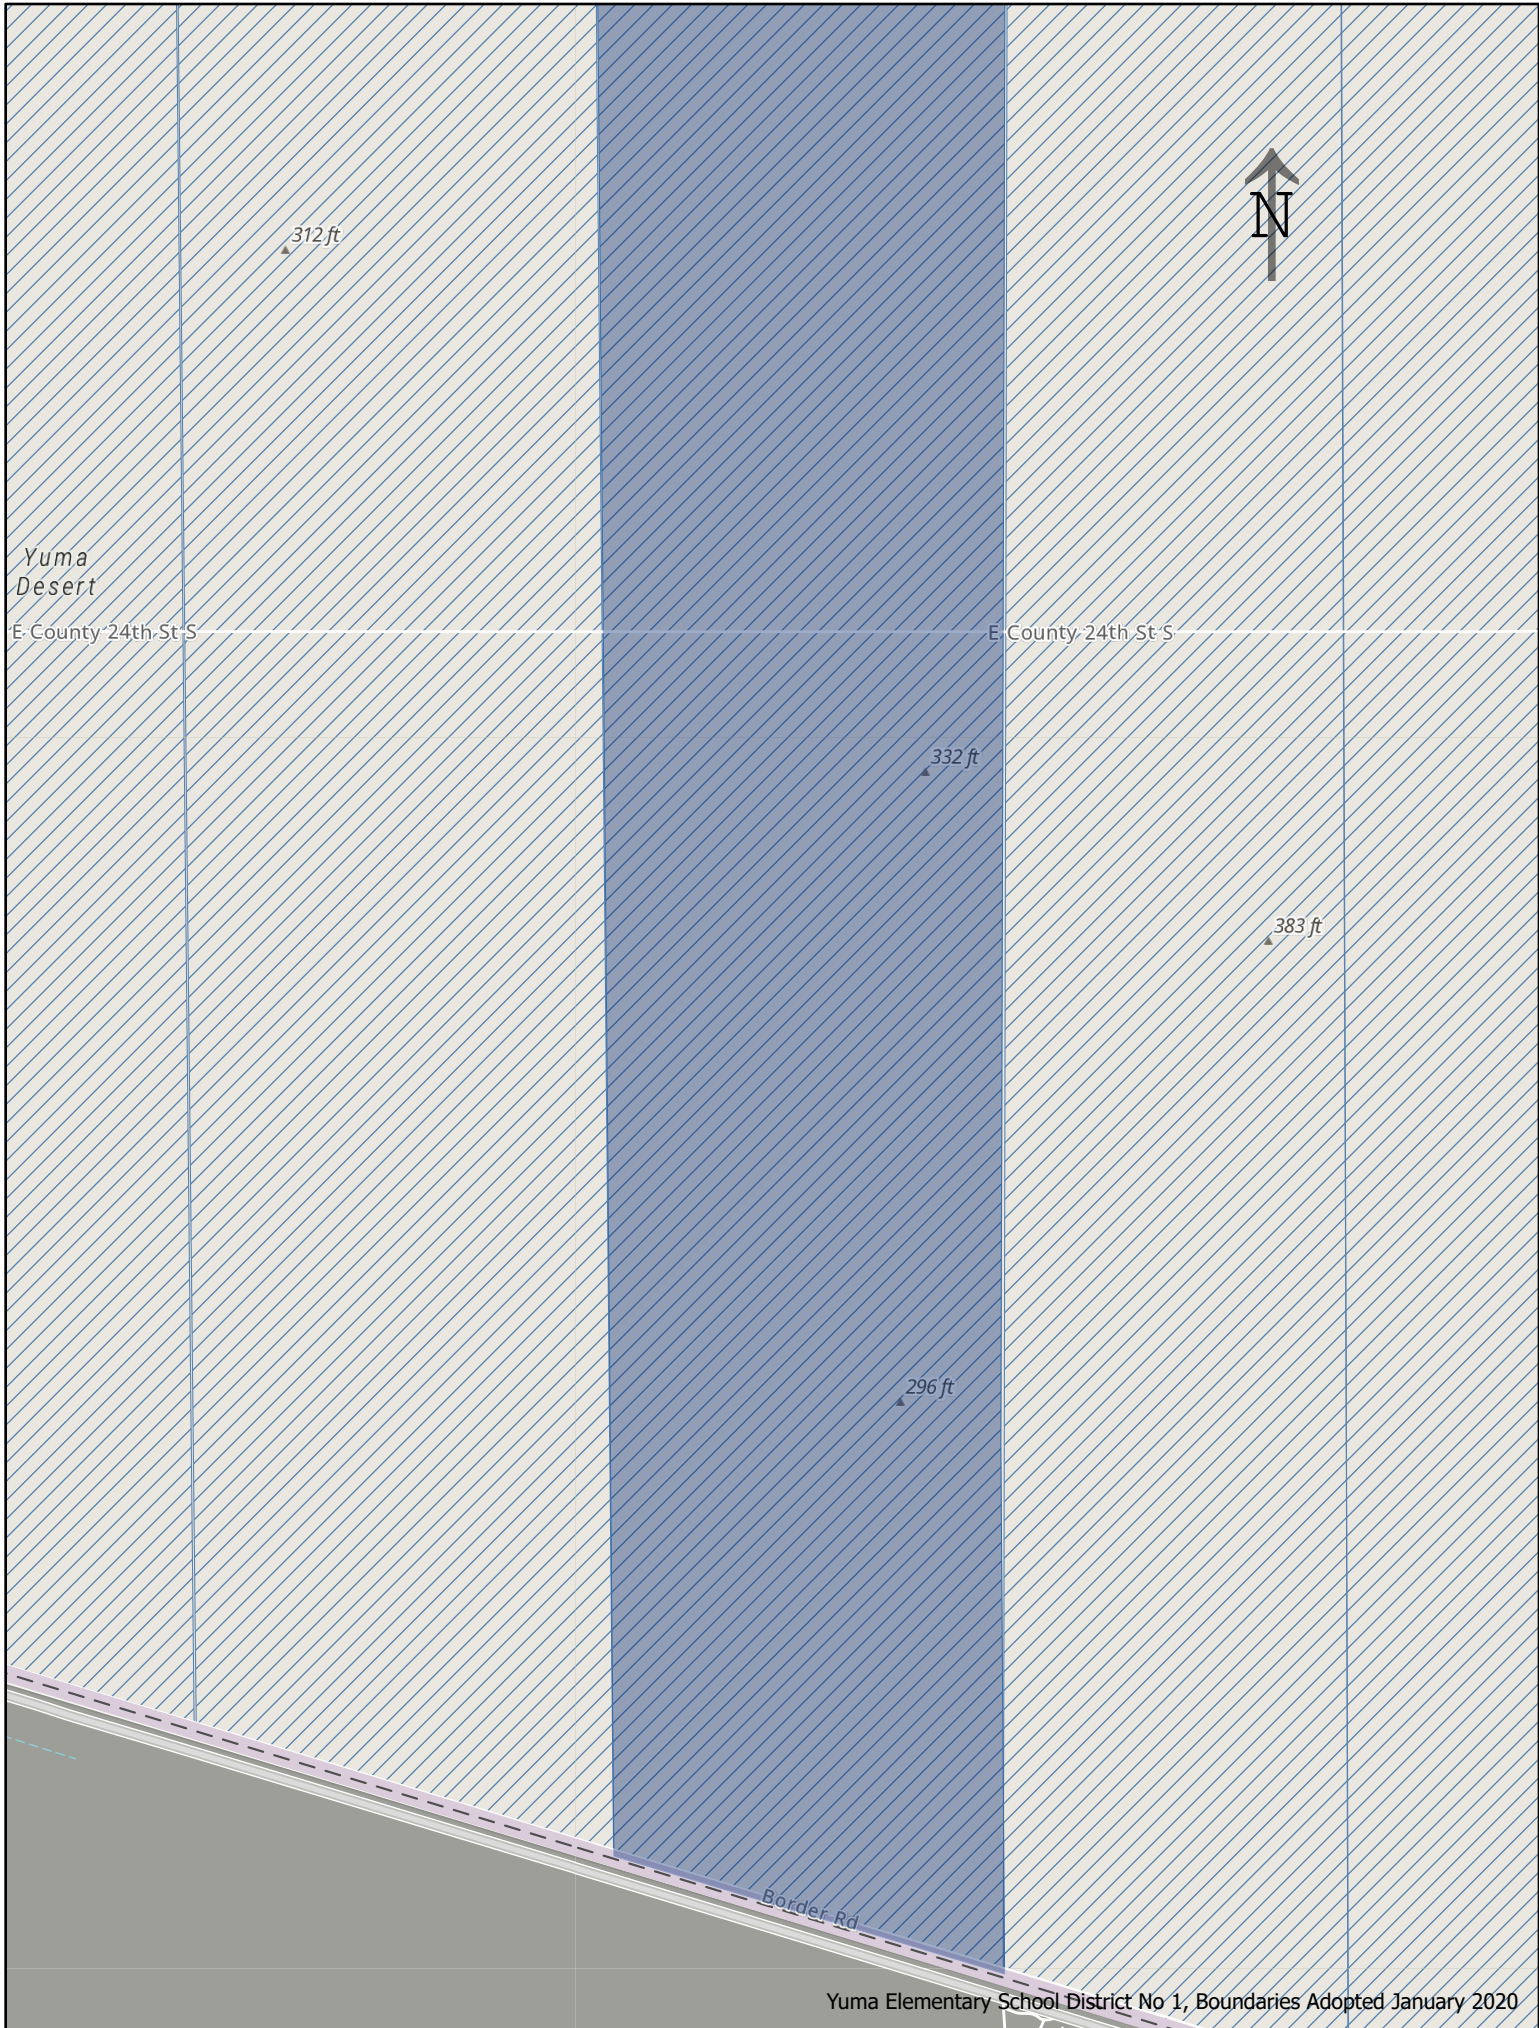 N
312 ft
Yuma
Desert
E County 24th St S
E County 24th St S
332 ft
383 ft
296 ft
Border Rd
Yuma Elementary School District No 1, Boundaries Adopted January 2020